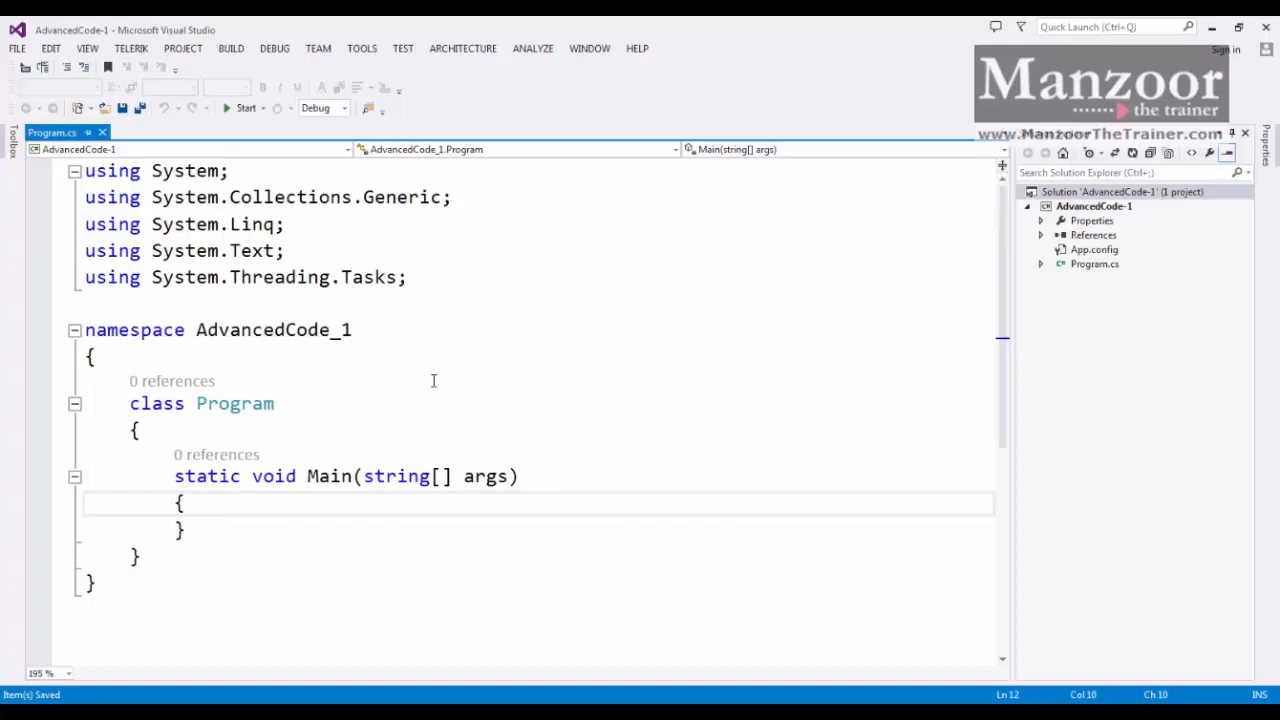 AdvancedCode-1 - Microsoft Visual Studio
Quick Launch (Ctrl+Q)
FILE EDIT VIEW TELERIK PROJECT BUILD DEBUG TEAM TOOLS TEST ARCHITECTURE ANALYZE WINDOW HELP
Sign in
Manzoor
the trainer
www.ManzoorTheTrainer.com
Start Debug
Toolbox
Program.cs
Properties
AdvancedCode-1 AdvancedCode_1.Program Main(string[] args)
using System;
using System.Collections.Generic;
using System.Linq;
using System.Text;
using System.Threading.Tasks;
namespace AdvancedCode_1
{
0 references
class Program
{
0 references
static void Main(string[] args)
{
}
}
}
Search Solution Explorer (Ctrl+;)
Solution 'AdvancedCode-1' (1 project)
AdvancedCode-1
Properties
References
App.config
Program.cs
195 %
Item(s) Saved
Ln 12 Col 10 Ch 10 INS